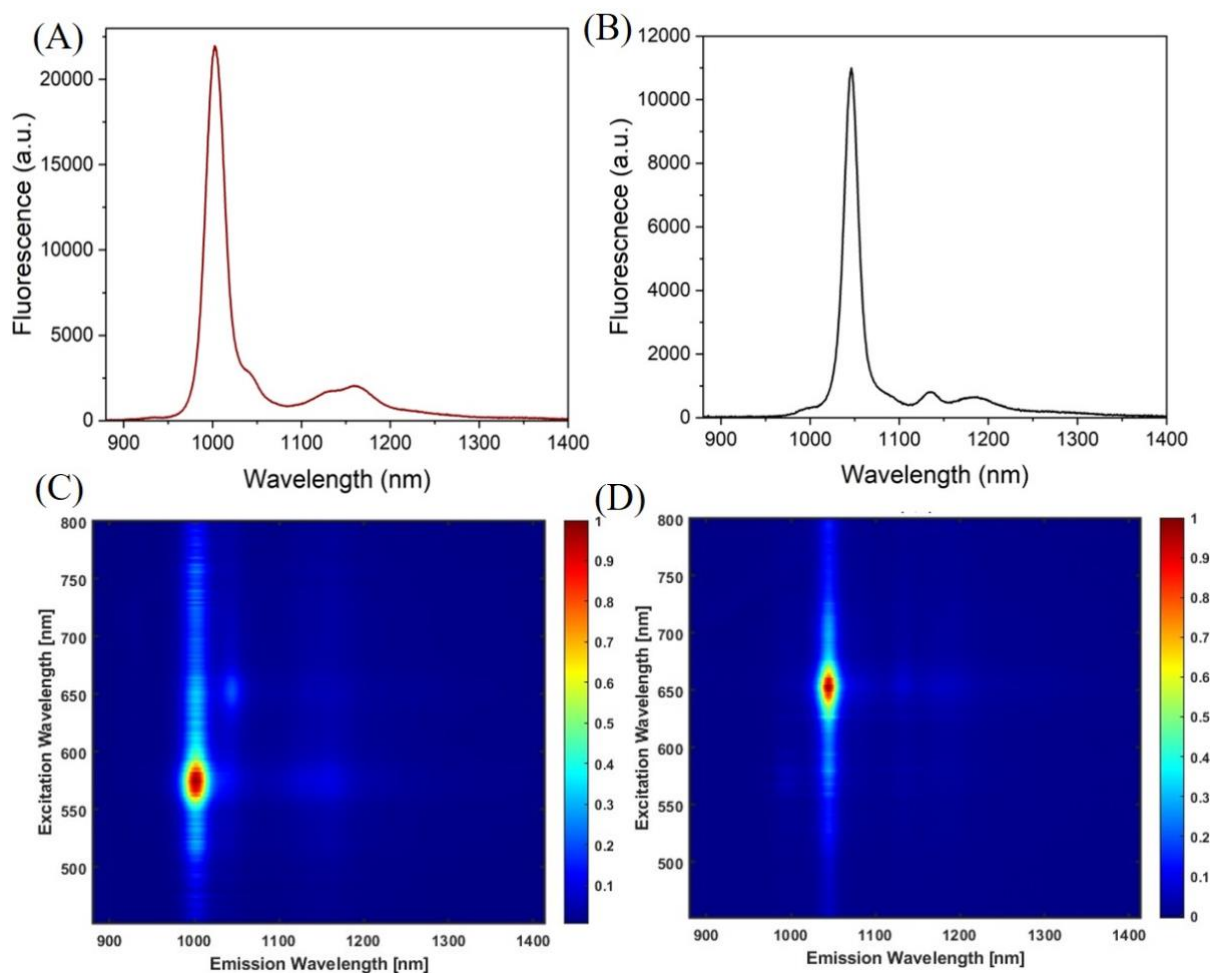 (A)
Fluorescence (a.u.)
20000
15000
10000
5000
0
900 1000 1100 1200 1300 1400
Wavelength (nm)
(B)
Fluorescnece (a.u.)
12000
10000
8000
6000
4000
2000
0
900 1000 1100 1200 1300 1400
Wavelength (nm)
(C)
Excitation Wavelength [nm]
800
750
700
650
600
550
500
900 1000 1100 1200 1300 1400
Emission Wavelength [nm]
1
0.9
0.8
0.7
0.6
0.5
0.4
0.3
0.2
0.1
(D)
Excitation Wavelength [nm]
800
750
700
650
600
550
500
900 1000 1100 1200 1300 1400
Emission Wavelength [nm]
1
0.9
0.8
0.7
0.6
0.5
0.4
0.3
0.2
0.1
0